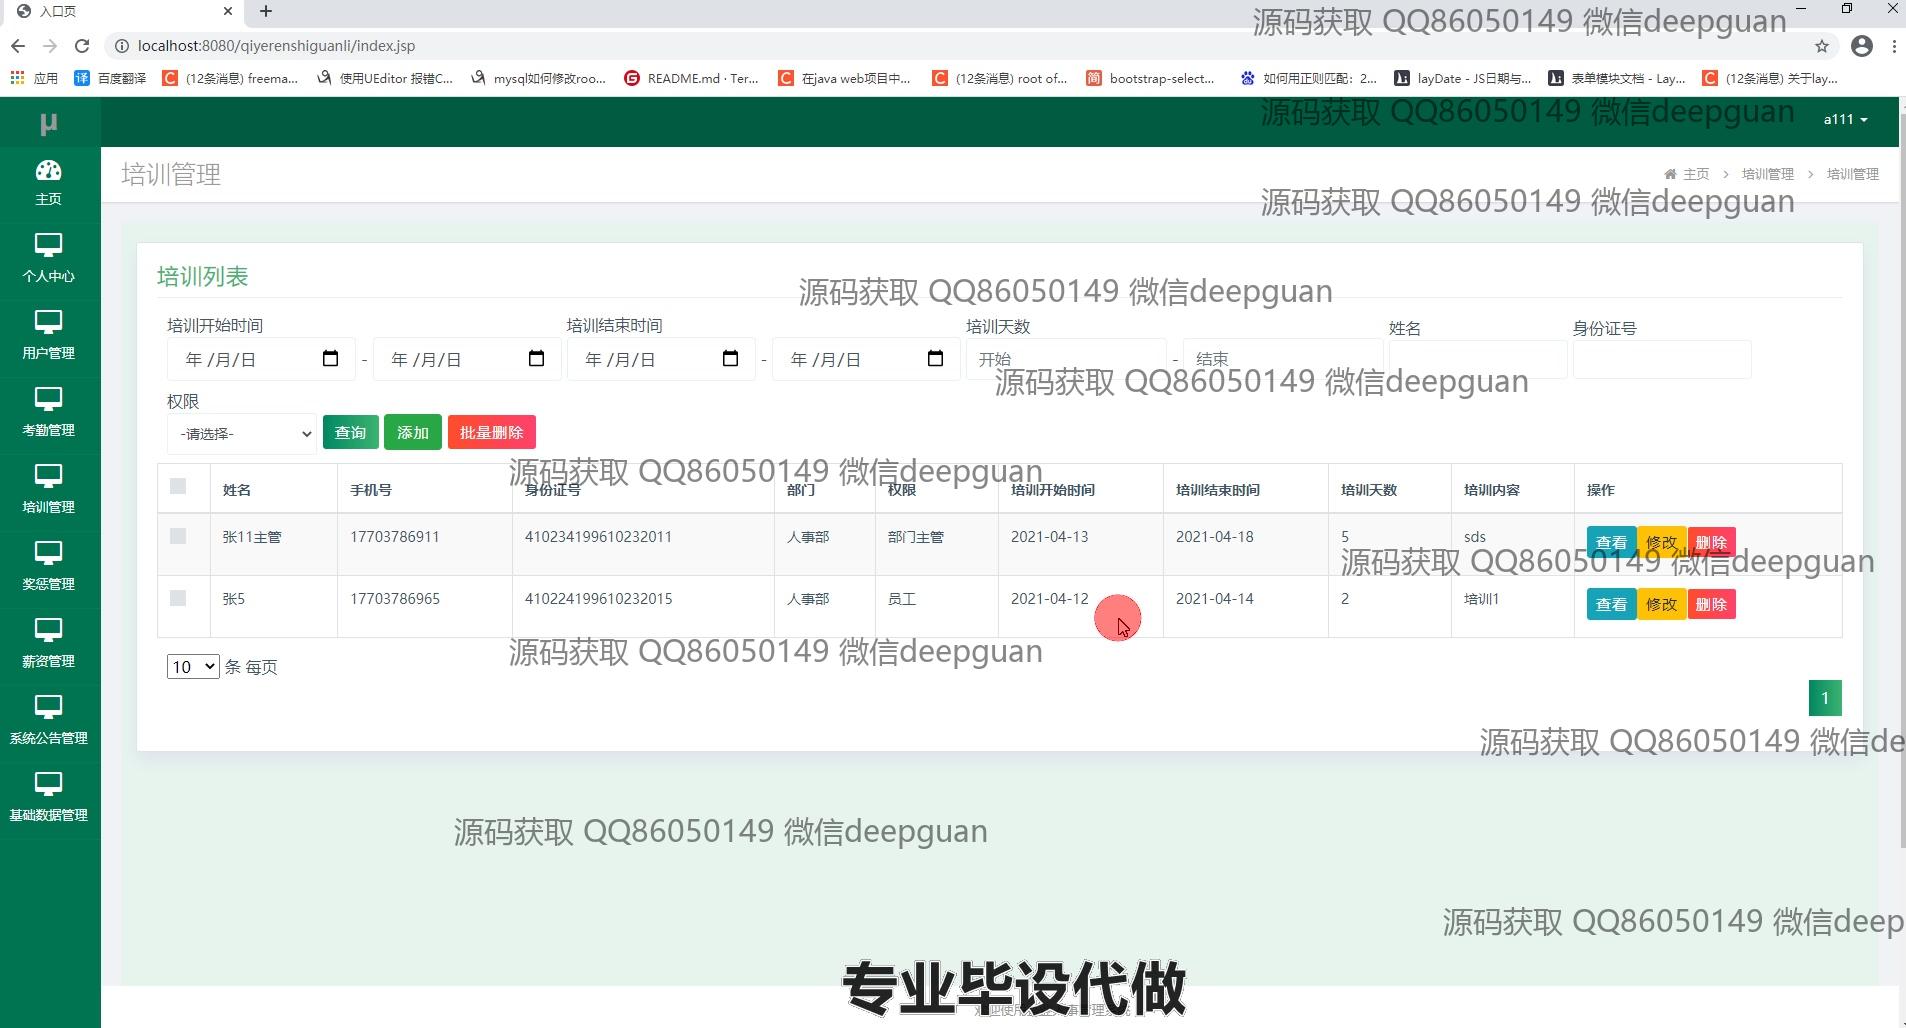 入口页
源码获取 QQ86050149 微信deepguan
localhost:8080/qiyerenshiguanli/index.jsp
应用 百度翻译 (12条消息) freema... 使用UEditor 报错C... mysql如何修改roo... README.md · Ter... 在java web项目中... (12条消息) root of... bootstrap-select... 如何用正则匹配：2... layDate - JS日期与... 表单模块文档 - Lay... (12条消息) 关于lay...
μ
源码获取 QQ86050149 微信deepguan
a111
主页
个人中心
用户管理
考勤管理
培训管理
奖惩管理
薪资管理
系统公告管理
基础数据管理
培训管理
主页 > 培训管理 > 培训管理
源码获取 QQ86050149 微信deepguan
培训列表
源码获取 QQ86050149 微信deepguan
培训开始时间 培训结束时间 培训天数 姓名 身份证号
年 /月/日 - 年 /月/日 年 /月/日 - 年 /月/日 开始 - 结束
源码获取 QQ86050149 微信deepguan
权限
-请选择- 查询 添加 批量删除
源码获取 QQ86050149 微信deepguan
姓名 手机号 身份证号 部门 权限 培训开始时间 培训结束时间 培训天数 培训内容 操作
张11主管 17703786911 410234199610232011 人事部 部门主管 2021-04-13 2021-04-18 5 sds 查看 修改 删除
源码获取 QQ86050149 微信deepguan
张5 17703786965 410224199610232015 人事部 员工 2021-04-12 2021-04-14 2 培训1 查看 修改 删除
源码获取 QQ86050149 微信deepguan
10 条 每页
1
源码获取 QQ86050149 微信de
源码获取 QQ86050149 微信deepguan
源码获取 QQ86050149 微信deep
专业毕设代做